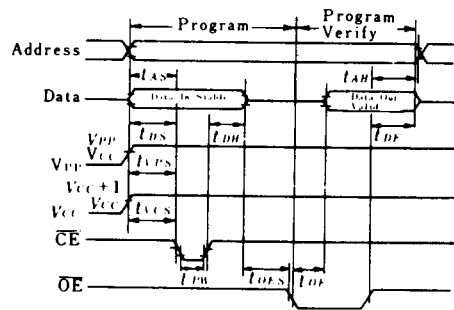 Program
Program
Verify
Address
tAS
tAH
Data
Data In Stable
Data Out
Valid
tDS
tDH
tDF
VPP
VCC
VPP
tVPS
VCC + 1
VCC
VCC
tVCS
CE
tPW
tOES
tOE
OE